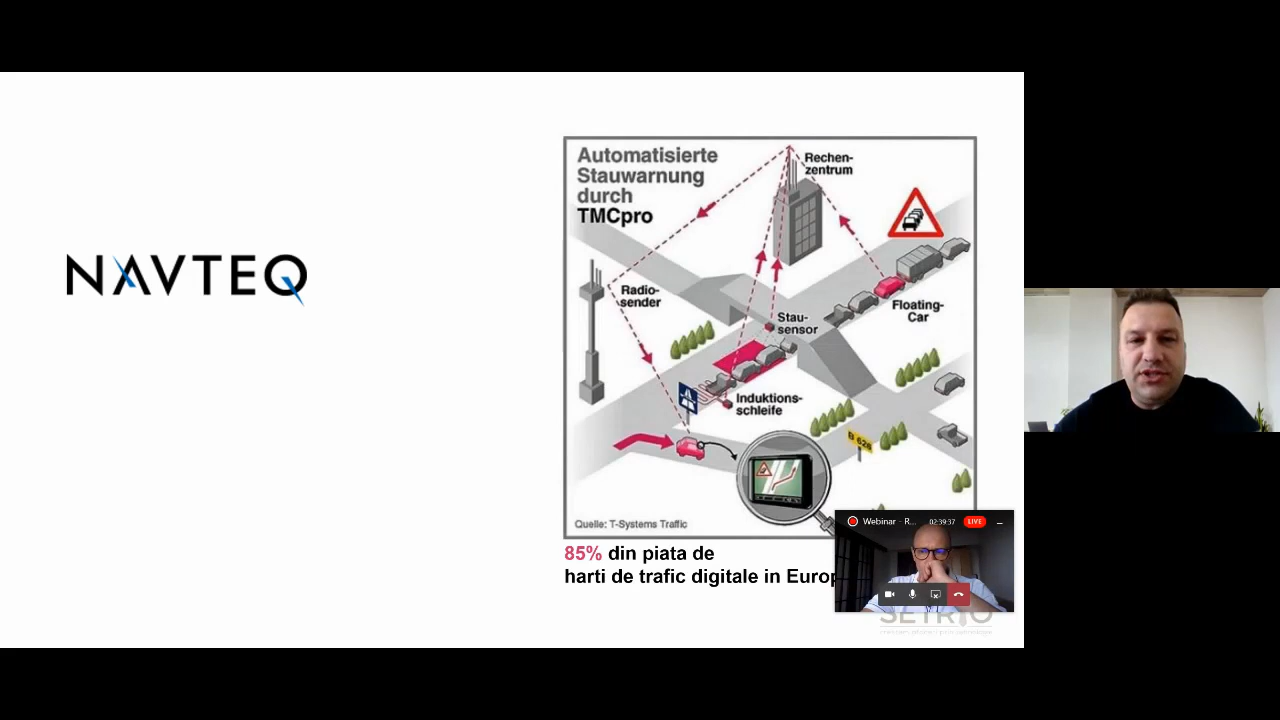 NAVTEQ
Automatisierte
Stauwarnung
durch
TMCpro
Rechen-
zentrum
Radio-
sender
Stau-
sensor
Floating-
Car
Induktions-
schleife
B 626
Quelle: T-Systems Traffic
85% din piata de
harti de trafic digitale in Europ
Webinar - R...
02:39:37
LIVE
SETRIO